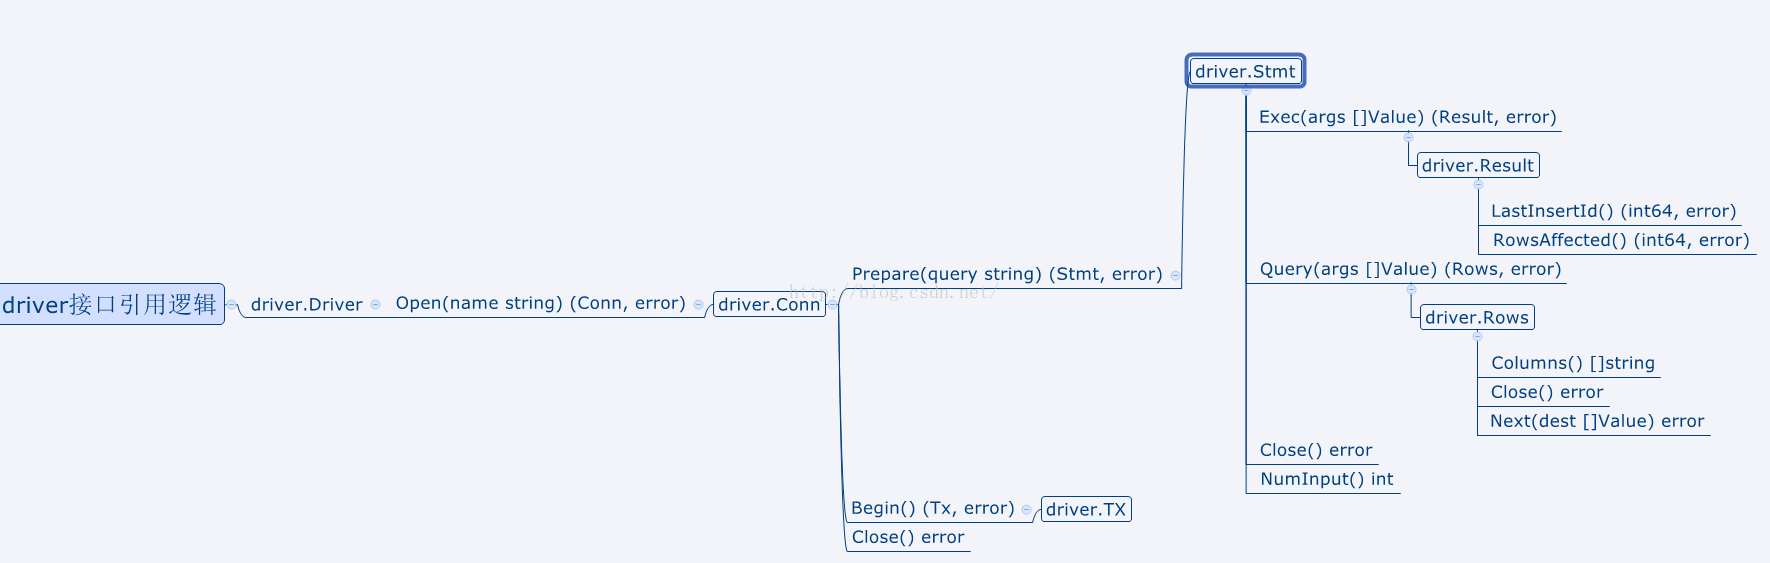 driver接口引用逻辑
driver.Driver
Open(name string) (Conn, error)
driver.Conn
Prepare(query string) (Stmt, error)
driver.Stmt
Exec(args []Value) (Result, error)
driver.Result
LastInsertId() (int64, error)
RowsAffected() (int64, error)
Query(args []Value) (Rows, error)
driver.Rows
Columns() []string
Close() error
Next(dest []Value) error
Close() error
NumInput() int
Begin() (Tx, error)
driver.TX
Close() error
http://blog.csdn.net/